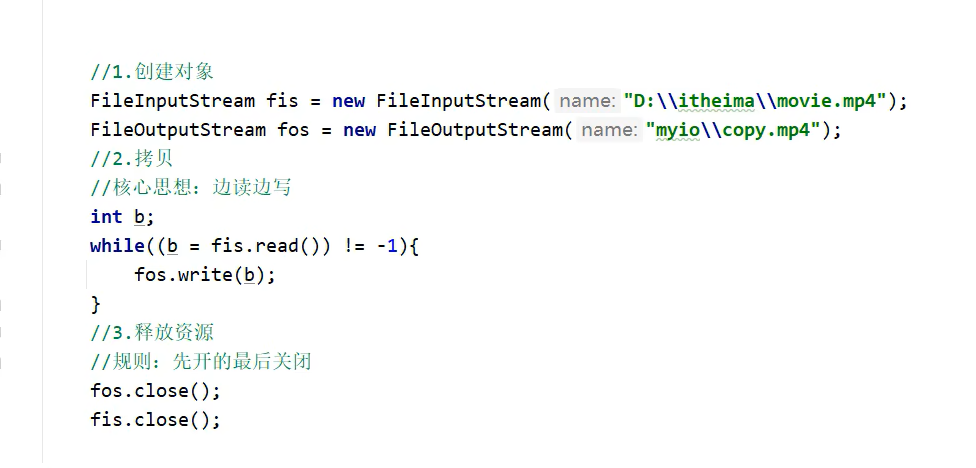 //1.创建对象
FileInputStream fis = new FileInputStream( name: "D:\\itheima\\movie.mp4");
FileOutputStream fos = new FileOutputStream( name: "myio\\copy.mp4");
//2.拷贝
//核心思想：边读边写
int b;
while((b = fis.read()) != -1){
    fos.write(b);
}
//3.释放资源
//规则：先开的最后关闭
fos.close();
fis.close();